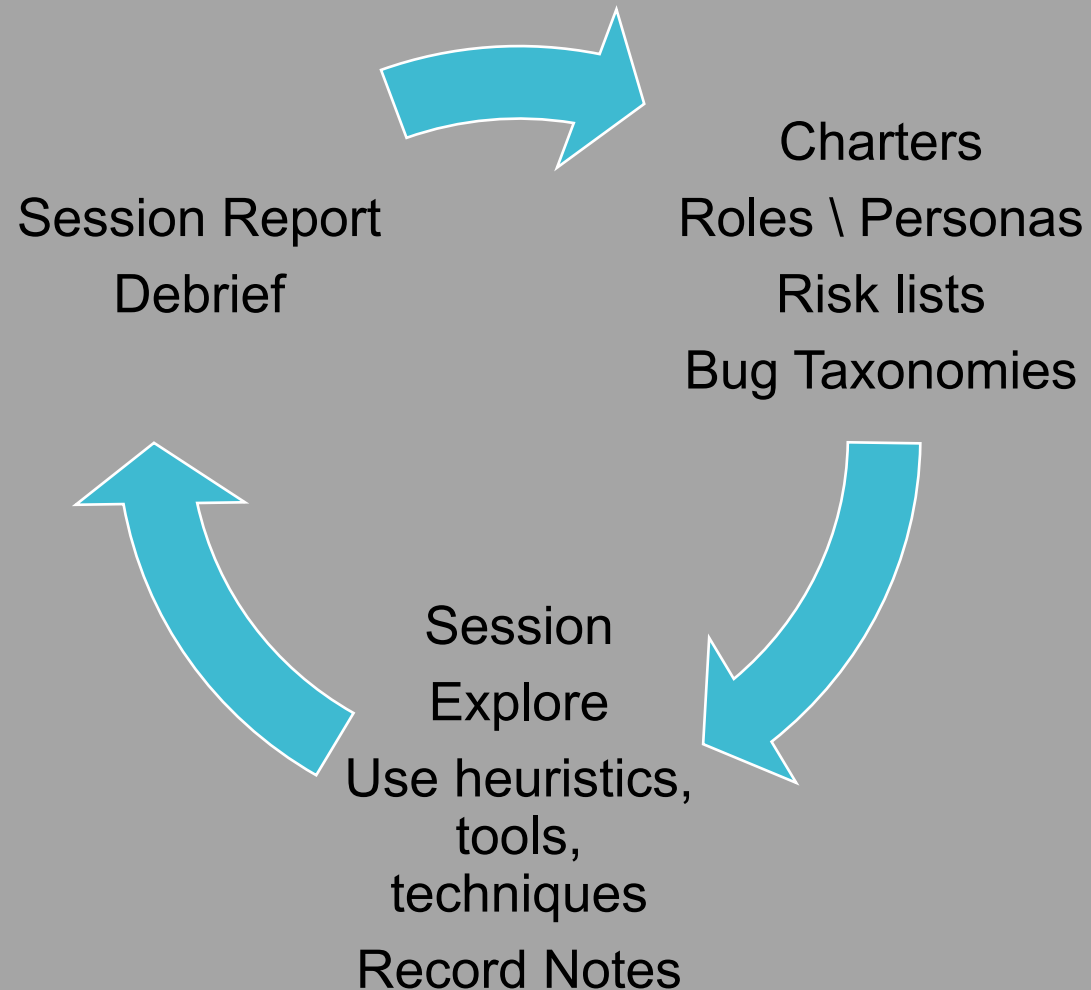 Session Report
Debrief
Charters
Roles \ Personas
Risk lists
Bug Taxonomies
Session
Explore
Use heuristics,
tools,
techniques
Record Notes